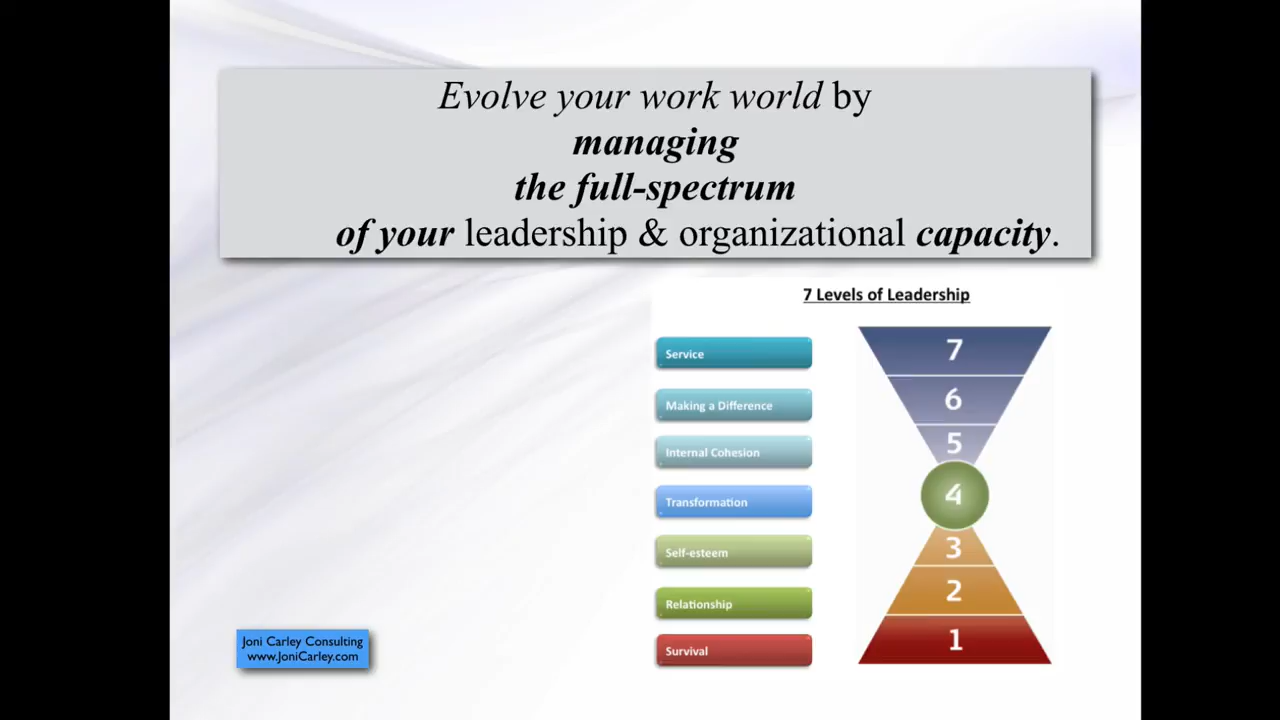 Evolve your work world by
managing
the full-spectrum
of your leadership & organizational capacity.
7 Levels of Leadership
Service
7
Making a Difference
6
Internal Cohesion
5
Transformation
4
Self-esteem
3
Relationship
2
Survival
1
Joni Carley Consulting
www.JoniCarley.com